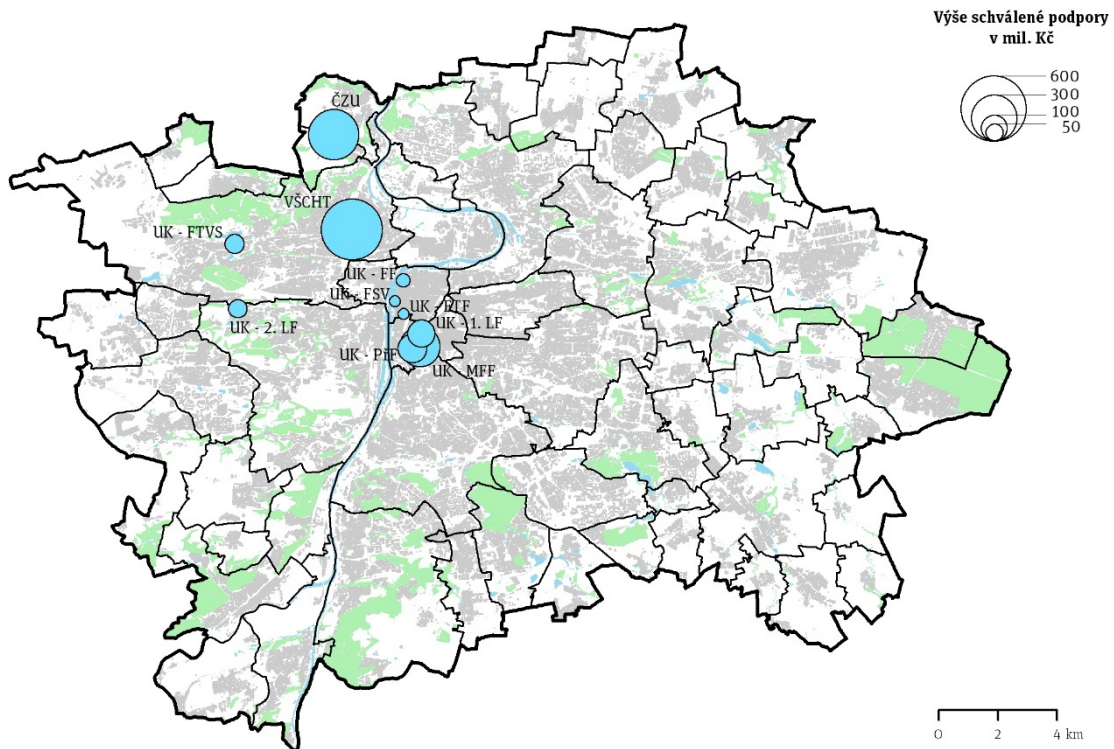 Výše schválené podpory
v mil. Kč
600
300
100
50
ČZU
VŠCHT
UK - FTVS
UK - FF
UK - FSV
UK - ETF
UK - 1. LF
UK - 2. LF
UK - PřF
UK - MFF
0 2 4 km